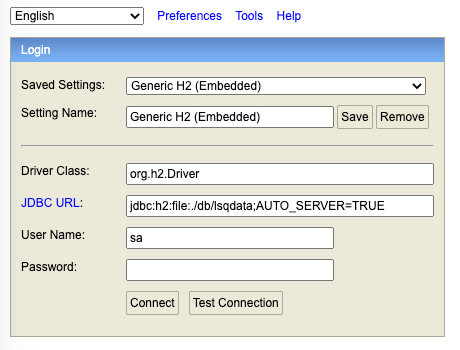 English Preferences Tools Help
Login
Saved Settings: Generic H2 (Embedded)
Setting Name: Generic H2 (Embedded) Save Remove
Driver Class: org.h2.Driver
JDBC URL: jdbc:h2:file:./db/lsqdata;AUTO_SERVER=TRUE
User Name: sa
Password:
Connect Test Connection